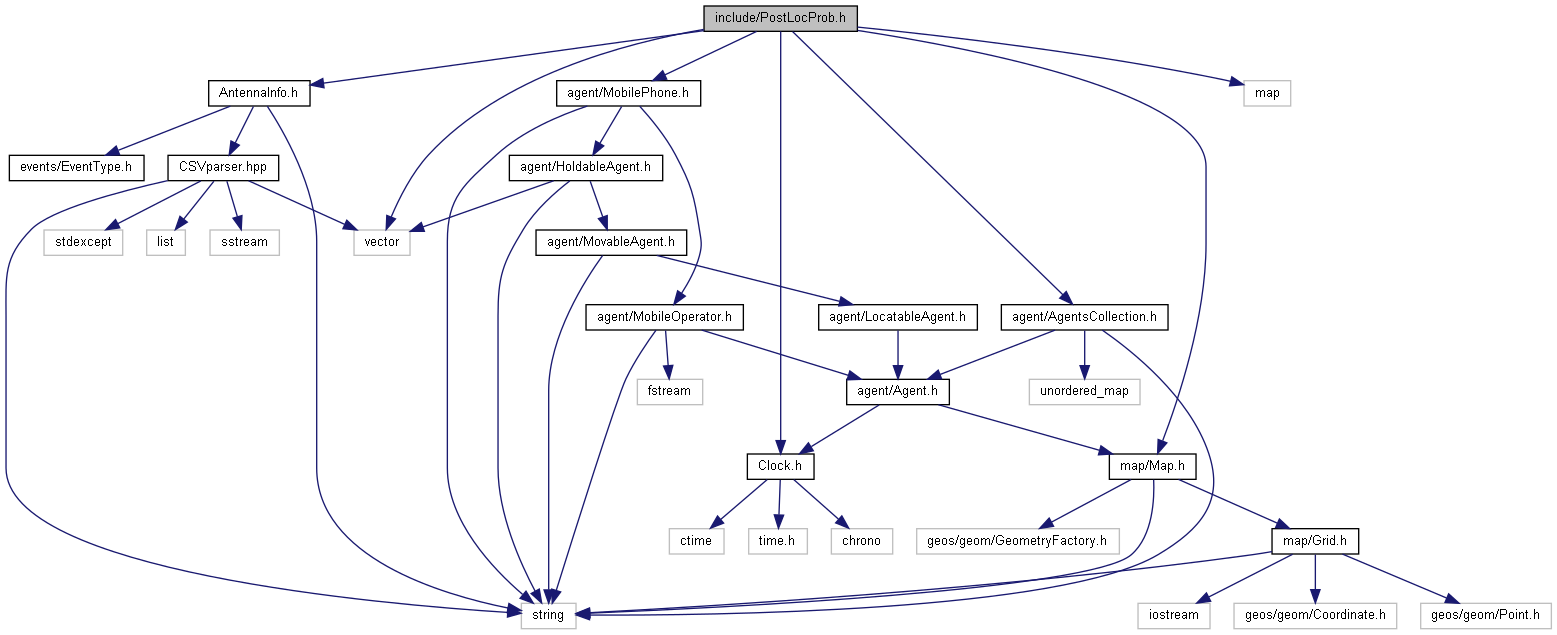 include/PostLocProb.h
AntennaInfo.h
agent/MobilePhone.h
map
events/EventType.h
CSVparser.hpp
agent/HoldableAgent.h
stdexcept
list
sstream
vector
agent/MovableAgent.h
agent/MobileOperator.h
agent/LocatableAgent.h
agent/AgentsCollection.h
fstream
agent/Agent.h
unordered_map
Clock.h
map/Map.h
ctime
time.h
chrono
geos/geom/GeometryFactory.h
map/Grid.h
string
iostream
geos/geom/Coordinate.h
geos/geom/Point.h